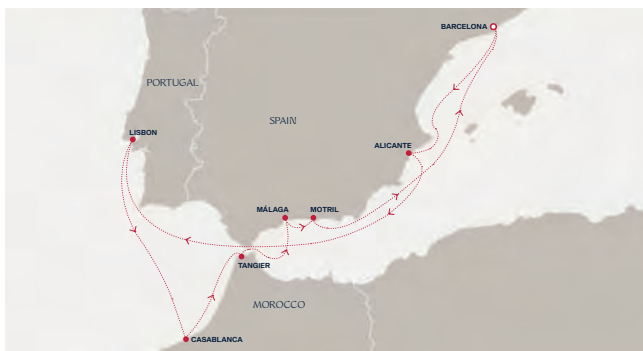 BARCELONA
PORTUGAL
SPAIN
LISBON
ALICANTE
MÁLAGA
MOTRIL
TANGIER
MOROCCO
CASABLANCA